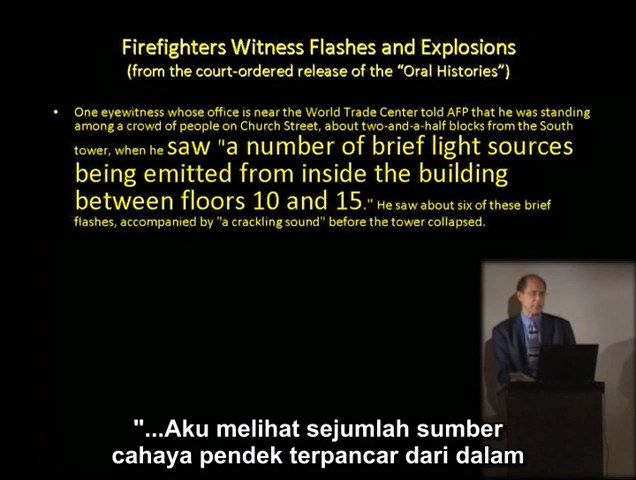 Firefighters Witness Flashes and Explosions
(from the court-ordered release of the “Oral Histories”)
• One eyewitness whose office is near the World Trade Center told AFP that he was standing
among a crowd of people on Church Street, about two-and-a-half blocks from the South
tower, when he saw "a number of brief light sources
being emitted from inside the building
between floors 10 and 15." He saw about six of these brief
flashes, accompanied by "a crackling sound" before the tower collapsed.
"...Aku melihat sejumlah sumber
cahaya pendek terpancar dari dalam